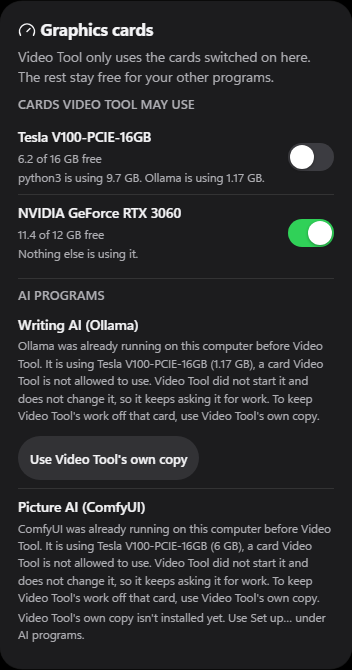 Graphics cards
Video Tool only uses the cards switched on here.
The rest stay free for your other programs.
CARDS VIDEO TOOL MAY USE
Tesla V100-PCIE-16GB
6.2 of 16 GB free
python3 is using 9.7 GB. Ollama is using 1.17 GB.
NVIDIA GeForce RTX 3060
11.4 of 12 GB free
Nothing else is using it.
AI PROGRAMS
Writing AI (Ollama)
Ollama was already running on this computer before Video
Tool. It is using Tesla V100-PCIE-16GB (1.17 GB), a card Video
Tool is not allowed to use. Video Tool did not start it and
does not change it, so it keeps asking it for work. To keep
Video Tool's work off that card, use Video Tool's own copy.
Use Video Tool's own copy
Picture AI (ComfyUI)
ComfyUI was already running on this computer before Video
Tool. It is using Tesla V100-PCIE-16GB (6 GB), a card Video
Tool is not allowed to use. Video Tool did not start it and
does not change it, so it keeps asking it for work. To keep
Video Tool's work off that card, use Video Tool's own copy.
Video Tool's own copy isn't installed yet. Use Set up... under
AI programs.